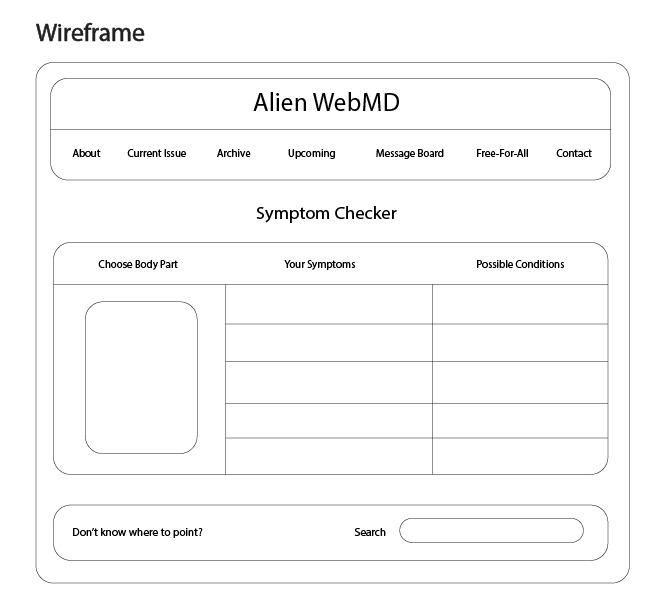 Wireframe
Alien WebMD
About Current Issue Archive Upcoming Message Board Free-For-All Contact
Symptom Checker
Choose Body Part Your Symptoms Possible Conditions
Don't know where to point? Search